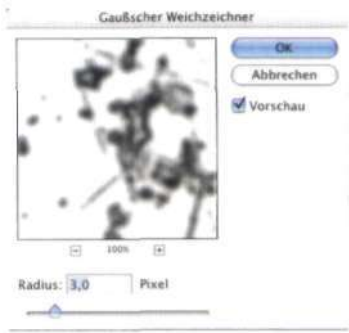 Gaußscher Weichzeichner
OK
Abbrechen
Vorschau
100%
Radius: 3,0 Pixel